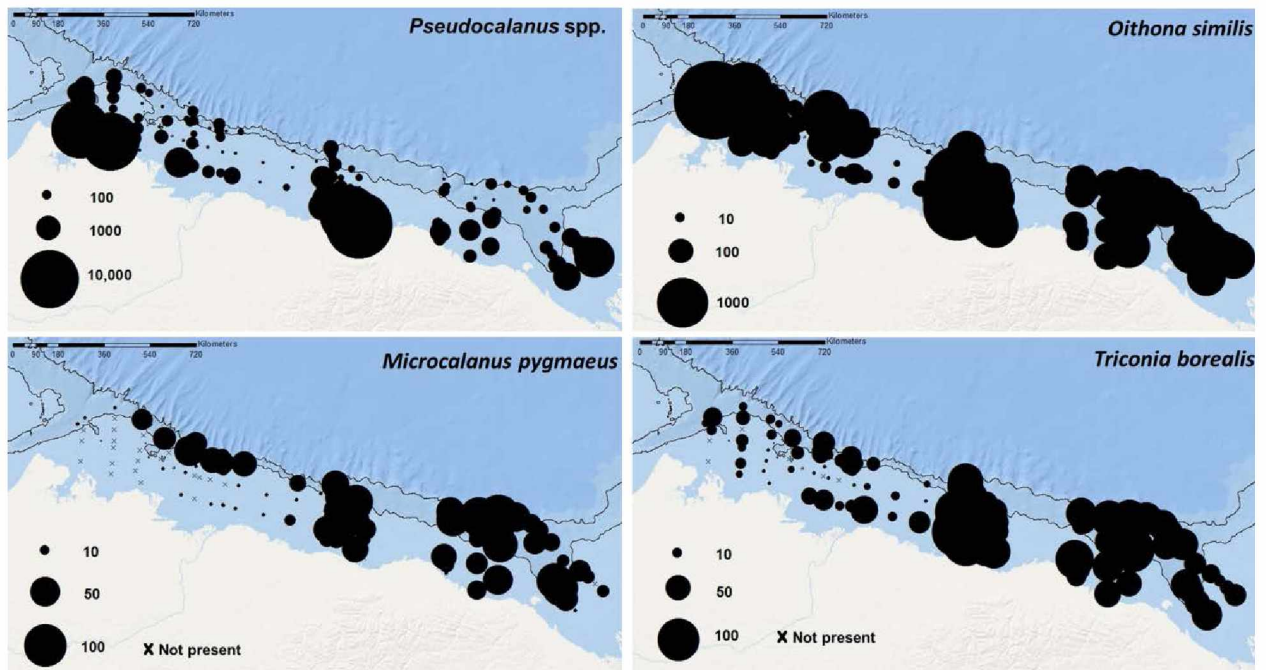 Kilometers
0 90 180 360 540 720
Pseudocalanus spp.
100
1000
10,000
Kilometers
0 90 180 360 540 720
Oithona similis
10
100
1000
Kilometers
0 90 180 360 540 720
Microcalanus pygmaeus
10
50
100
X Not present
Kilometers
0 90 180 360 540 720
Triconia borealis
10
50
100
X Not present